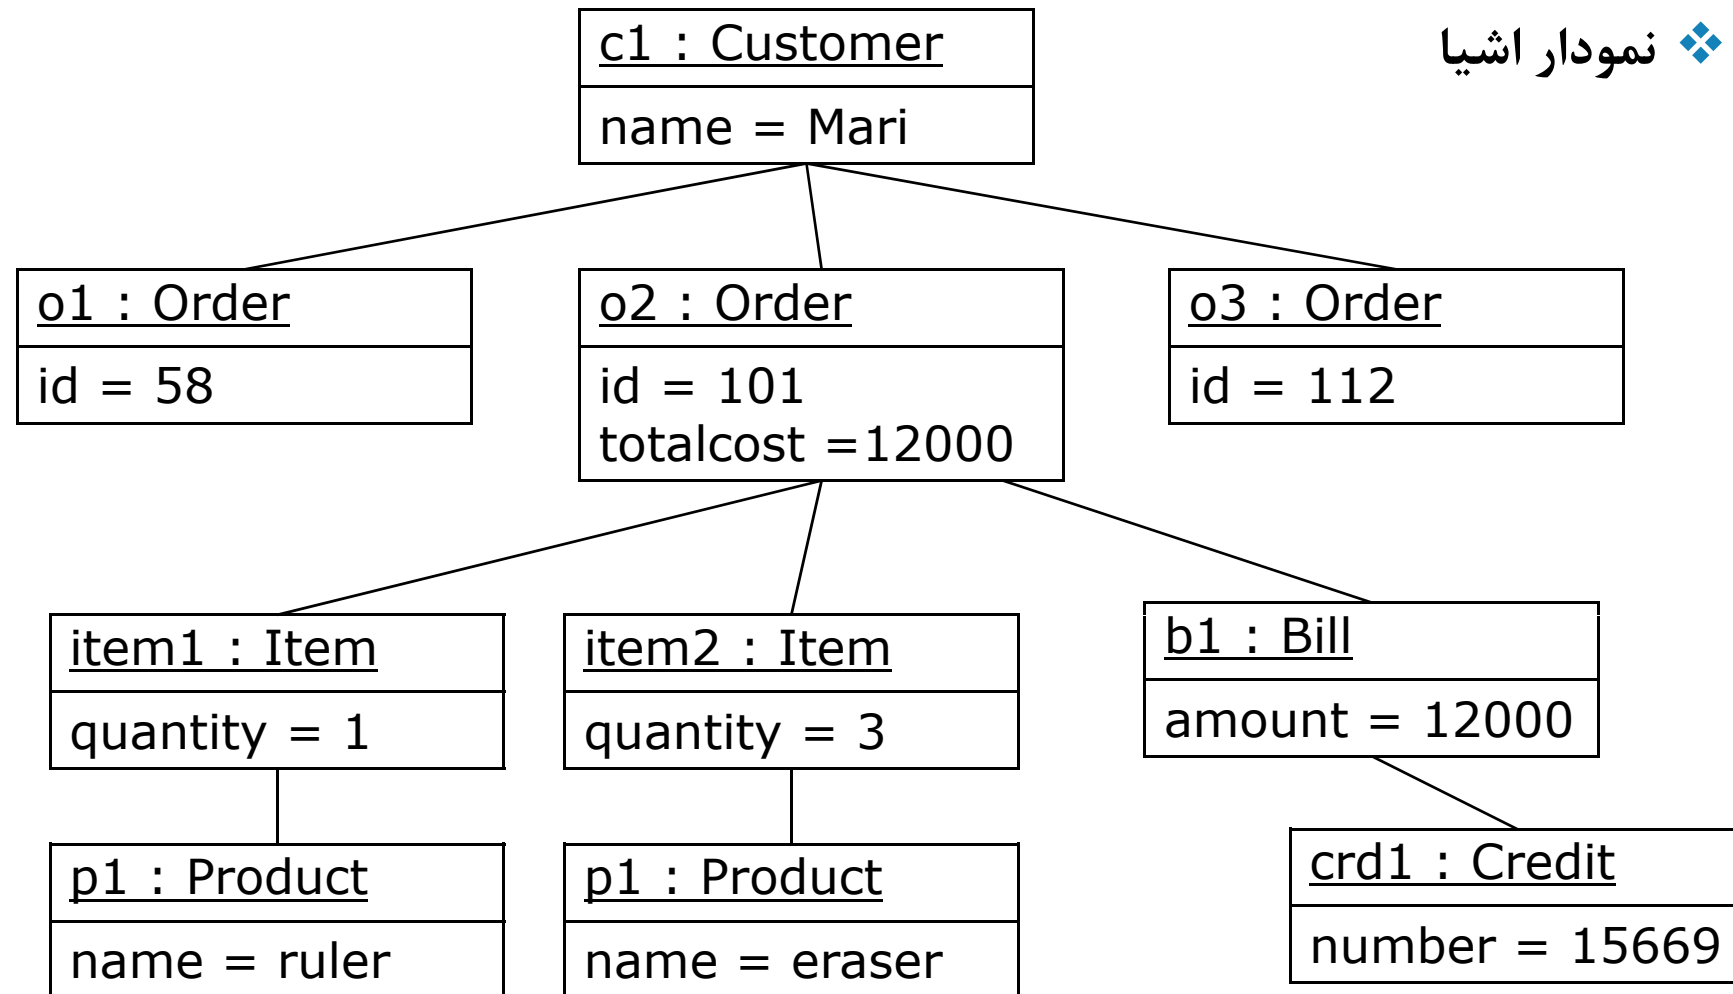 ❖ نمودار اشیا
c1 : Customer
name = Mari
o1 : Order
id = 58
o2 : Order
id = 101
totalcost =12000
o3 : Order
id = 112
item1 : Item
quantity = 1
item2 : Item
quantity = 3
b1 : Bill
amount = 12000
p1 : Product
name = ruler
p1 : Product
name = eraser
crd1 : Credit
number = 15669